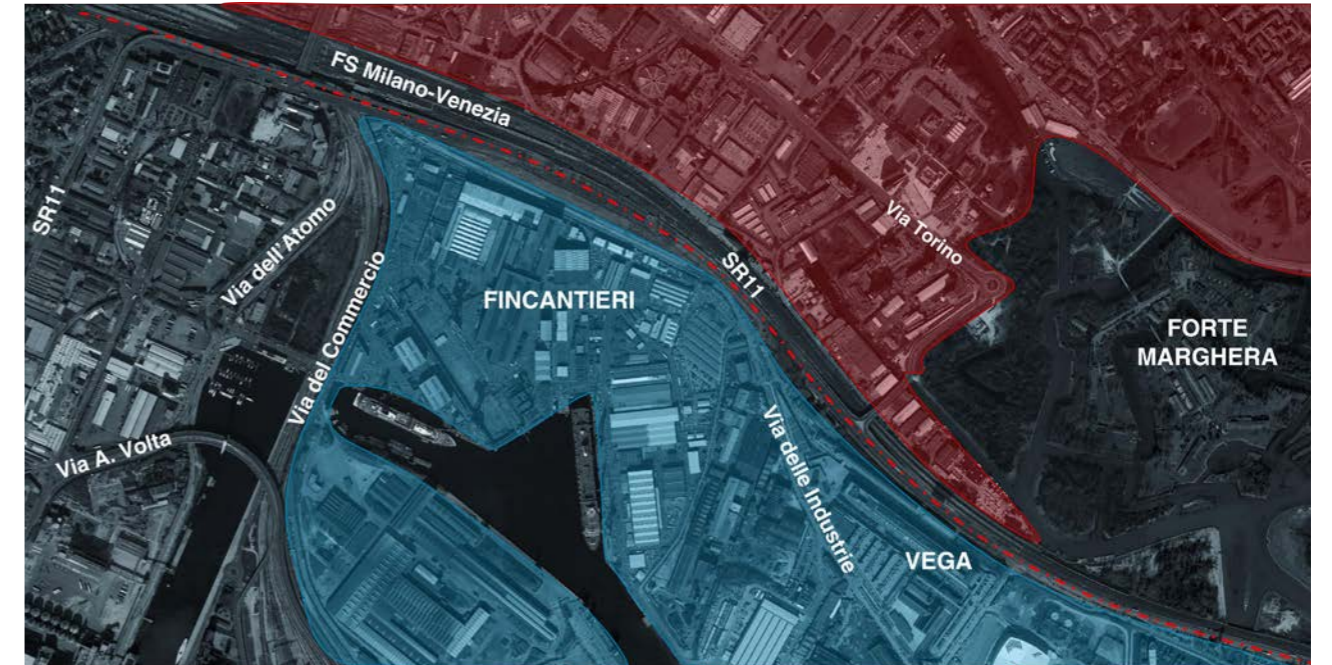 FS Milano-Venezia
SR11
Via dell'Atomo
Via del Commercio
FINCANTIERI
SR11
Via Torino
FORTE
MARGHERA
Via A. Volta
Via delle Industrie
VEGA